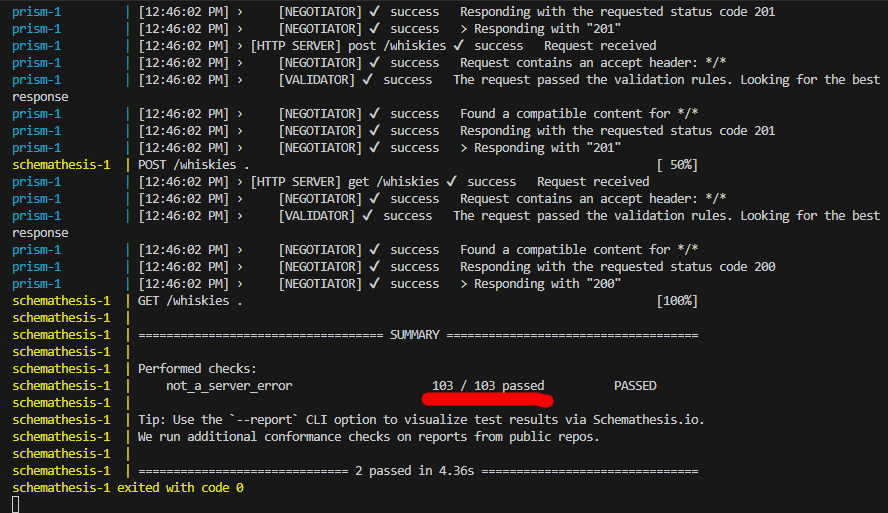 prism-1 | [12:46:02 PM] › [NEGOTIATOR] ✔ success Responding with the requested status code 201
prism-1 | [12:46:02 PM] › [NEGOTIATOR] ✔ success > Responding with "201"
prism-1 | [12:46:02 PM] › [HTTP SERVER] post /whiskies ✔ success Request received
prism-1 | [12:46:02 PM] › [NEGOTIATOR] ✔ success Request contains an accept header: */*
prism-1 | [12:46:02 PM] › [VALIDATOR] ✔ success The request passed the validation rules. Looking for the best
response
prism-1 | [12:46:02 PM] › [NEGOTIATOR] ✔ success Found a compatible content for */*
prism-1 | [12:46:02 PM] › [NEGOTIATOR] ✔ success Responding with the requested status code 201
prism-1 | [12:46:02 PM] › [NEGOTIATOR] ✔ success > Responding with "201"
schemathesis-1 | POST /whiskies . [ 50%]
prism-1 | [12:46:02 PM] › [HTTP SERVER] get /whiskies ✔ success Request received
prism-1 | [12:46:02 PM] › [NEGOTIATOR] ✔ success Request contains an accept header: */*
prism-1 | [12:46:02 PM] › [VALIDATOR] ✔ success The request passed the validation rules. Looking for the best
response
prism-1 | [12:46:02 PM] › [NEGOTIATOR] ✔ success Found a compatible content for */*
prism-1 | [12:46:02 PM] › [NEGOTIATOR] ✔ success Responding with the requested status code 200
prism-1 | [12:46:02 PM] › [NEGOTIATOR] ✔ success > Responding with "200"
schemathesis-1 | GET /whiskies . [100%]
schemathesis-1 |
schemathesis-1 | =================================== SUMMARY ====================================
schemathesis-1 |
schemathesis-1 | Performed checks:
schemathesis-1 | not_a_server_error 103 / 103 passed PASSED
schemathesis-1 |
schemathesis-1 | Tip: Use the `--report` CLI option to visualize test results via Schemathesis.io.
schemathesis-1 | We run additional conformance checks on reports from public repos.
schemathesis-1 |
schemathesis-1 | ============================== 2 passed in 4.36s ===============================
schemathesis-1 exited with code 0